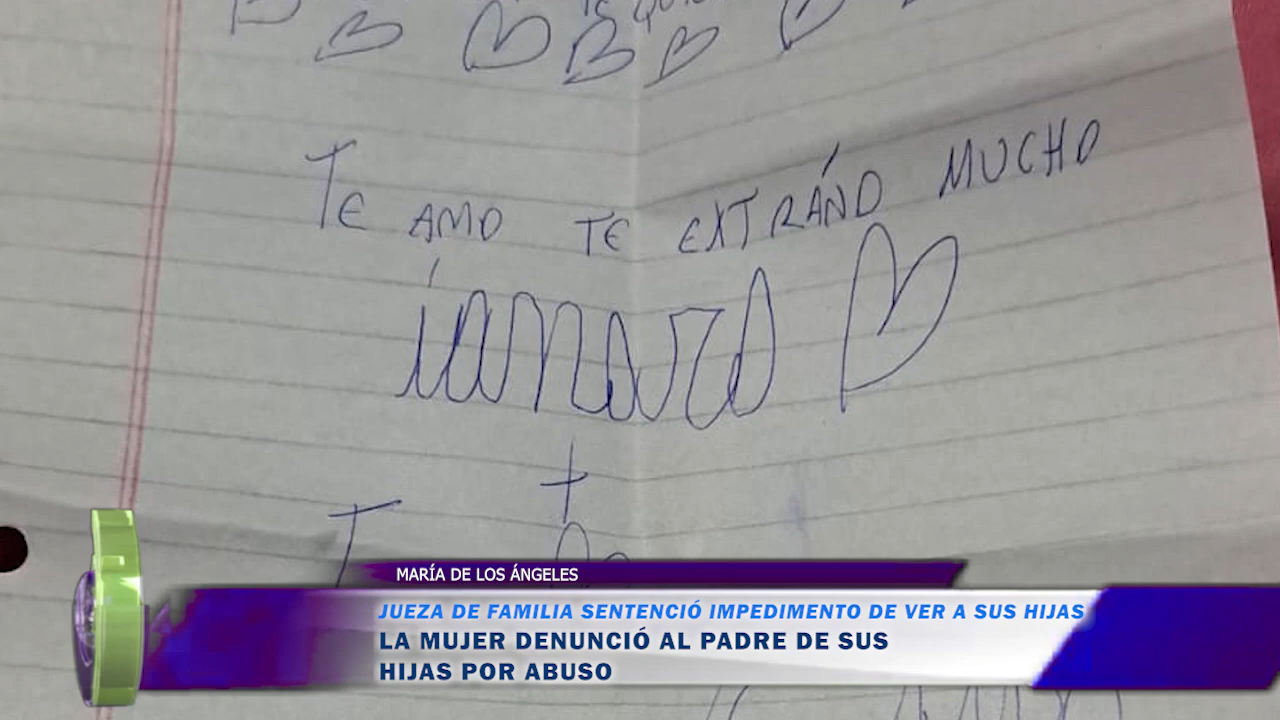 TE AMO TE EXTRÁÑO MUCHO
MARÍA DE LOS ÁNGELES
JUEZA DE FAMILIA SENTENCIÓ IMPEDIMENTO DE VER A SUS HIJAS
LA MUJER DENUNCIÓ AL PADRE DE SUS
HIJAS POR ABUSO